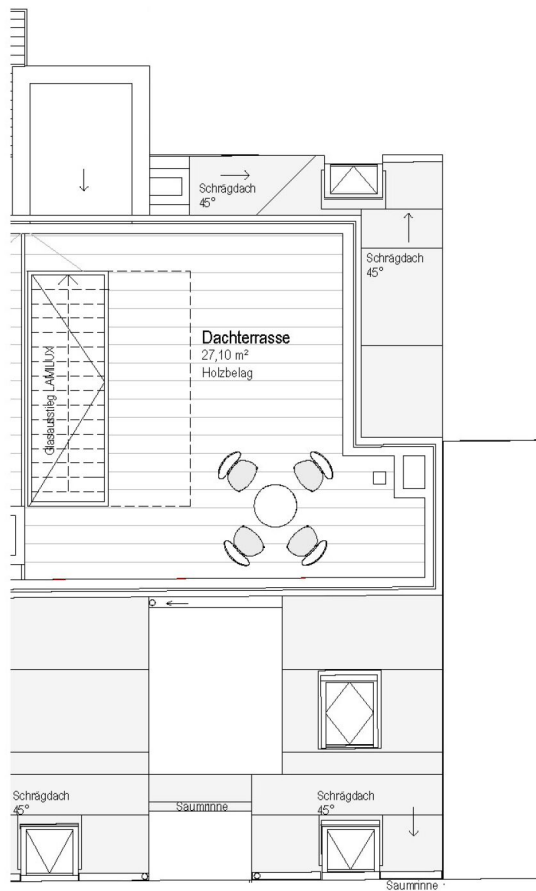 Schrägdach
45°
Schrägdach
45°
Dachterrasse
27,10 m²
Holzbelag
Glasausstieg LAMILUX
Schrägdach
45°
Saumrinne
Schrägdach
45°
Saumrinne